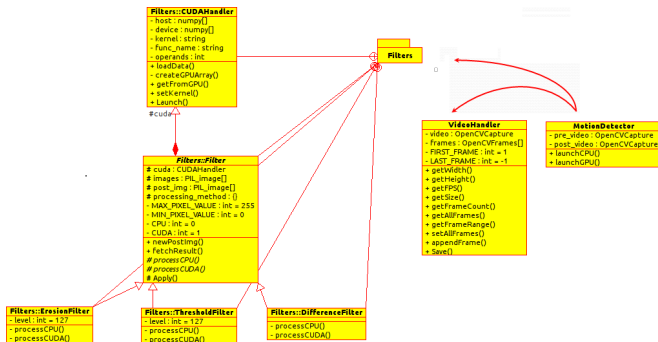 Filters::CUDAHandler
- host : numpy[]
- device : numpy[]
- kernel : string
- func_name : string
- operands : int
+ loadData()
- createGPUArray()
+ getFromGPU()
+ setKernel()
+ Launch()
#cuda
Filters
Filters::Filter
# cuda : CUDAHandler
# images : PIL_image[]
# post_img : PIL_image[]
# processing_method : {}
- MAX_PIXEL_VALUE : int = 255
- MIN_PIXEL_VALUE : int = 0
- CPU : int = 0
- CUDA : int = 1
+ newPostImg()
+ fetchResult()
# processCPU()
# processCUDA()
# Apply()
VideoHandler
- video : OpenCVCapture
- frames : OpenCVFrames[]
- FIRST_FRAME : int = 1
- LAST_FRAME : int = -1
+ getWidth()
+ getHeight()
+ getFPS()
+ getSize()
+ getFrameCount()
+ getAllFrames()
+ getFrameRange()
+ setAllFrames()
+ appendFrame()
+ Save()
MotionDetector
- pre_video : OpenCVCapture
- post_video : OpenCVCapture
+ launchCPU()
+ launchGPU()
Filters::ErosionFilter
- level : int = 127
- processCPU()
- processCUDA()
Filters::ThresholdFilter
- level : int = 127
- processCPU()
- processCUDA()
Filters::DifferenceFilter
- processCPU()
- processCUDA()